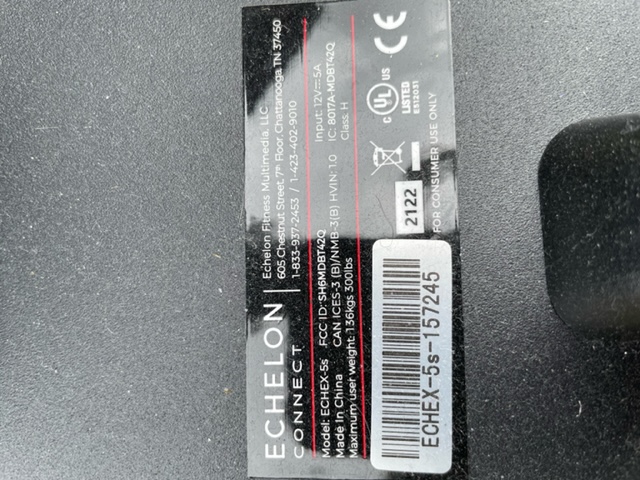 ECHELON
CONNECT
Echelon Fitness Multimedia, LLC
605 Chestnut Street, 7th Floor, Chattanooga, TN 37450
1-833-937-2453 / 1-423-402-9010
Model: ECHEX-5s FCC ID: SH6MDBT42Q Input: 12V⎓5A
Made in China CAN ICES-3 (B)/NMB-3(B) HVIN: 1.0 IC: 8017A-MDBT42Q
Maximum user weight: 136kgs 300lbs Class. H
ECHEX-5s-157245
2122
C UL US
LISTED
E512031
CE
FOR CONSUMER USE ONLY